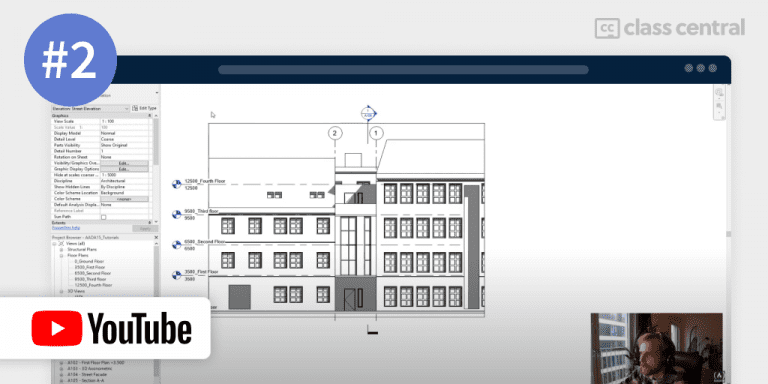 #2
cc class central
Elevation: Street Elevation
Edit Type
Graphics
View Scale 1 : 100
Scale Value 1: 100
Display Model Normal
Detail Level Coarse
Parts Visibility Show Original
Detail Number 1
Rotation on Sheet None
Visibility/Graphics Ove... Edit...
Graphic Display Options Edit...
Hide at scales coarser ... 1 : 5000
Discipline Architectural
Show Hidden Lines By Discipline
Color Scheme Location Background
Color Scheme <none>
Default Analysis Displa... None
Reference Label
Sun Path
Extents
Properties help
Apply
2
1
12500_Fourth Floor
12500
9500_Third floor
9500
6500_Second Floor
6500
3500_First Floor
3500
Floor
Views (all)
Structural Plans
Floor Plans
0_Ground Floor
3500_First Floor
6500_Second Floor
9500_Third floor
12500_Fourth Floor
3D Views
YouTube
A102 - First Floor Plan +3.500
A103 - 3D Axonometric
A104 - Street Facade
A105 - Section A-A